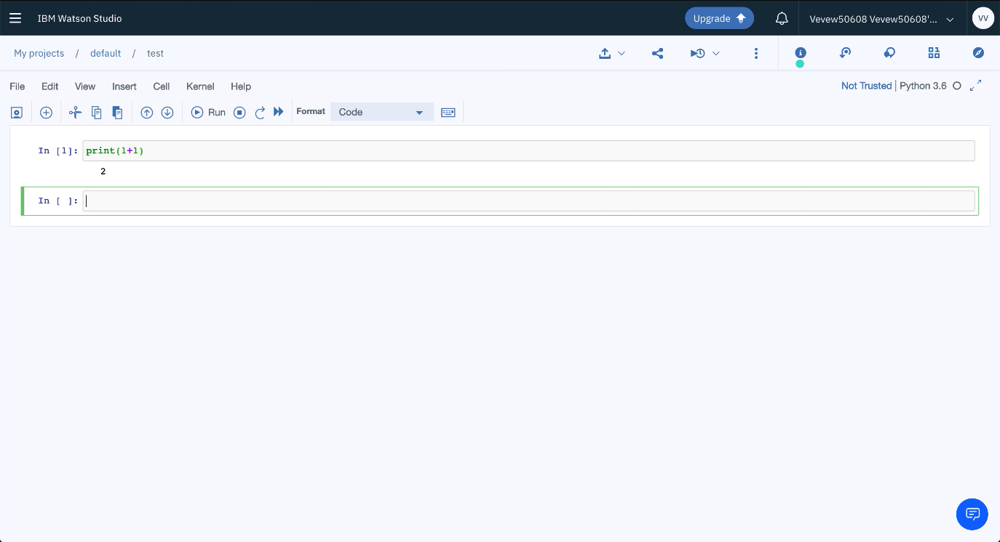 IBM Watson Studio
Upgrade
Vevew50608 Vevew50608'...
VV
My projects / default / test
File Edit View Insert Cell Kernel Help
Not Trusted | Python 3.6
Run
Format
Code
In [1]: print(1+1)
2
In [ ]: